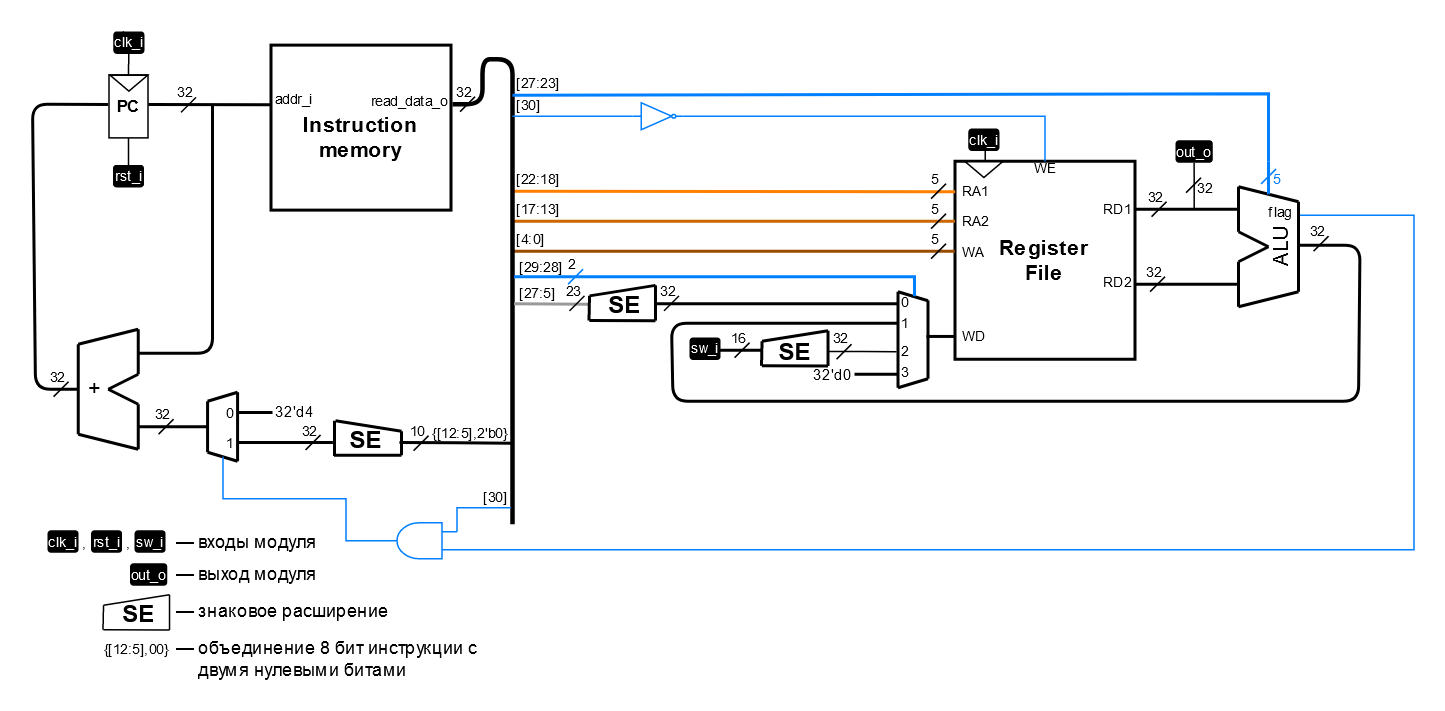 clk_i
PC
rst_i
32
addr_i
read_data_o
Instruction
memory
32
[27:23]
[30]
[22:18]
[17:13]
[4:0]
[29:28]
2
[27:5]
23
SE
32
5
5
5
clk_i
WE
RA1
RA2
WA
WD
RD1
RD2
Register
File
out_o
32
32
32
5
flag
ALU
32
0
1
2
3
sw_i
16
SE
32
32'd0
32
+
32
0
1
32'd4
32
SE
10
{[12:5],2'b0}
[30]
clk_i , rst_i , sw_i — входы модуля
out_o — выход модуля
SE — знаковое расширение
{[12:5],00} — объединение 8 бит инструкции с
двумя нулевыми битами